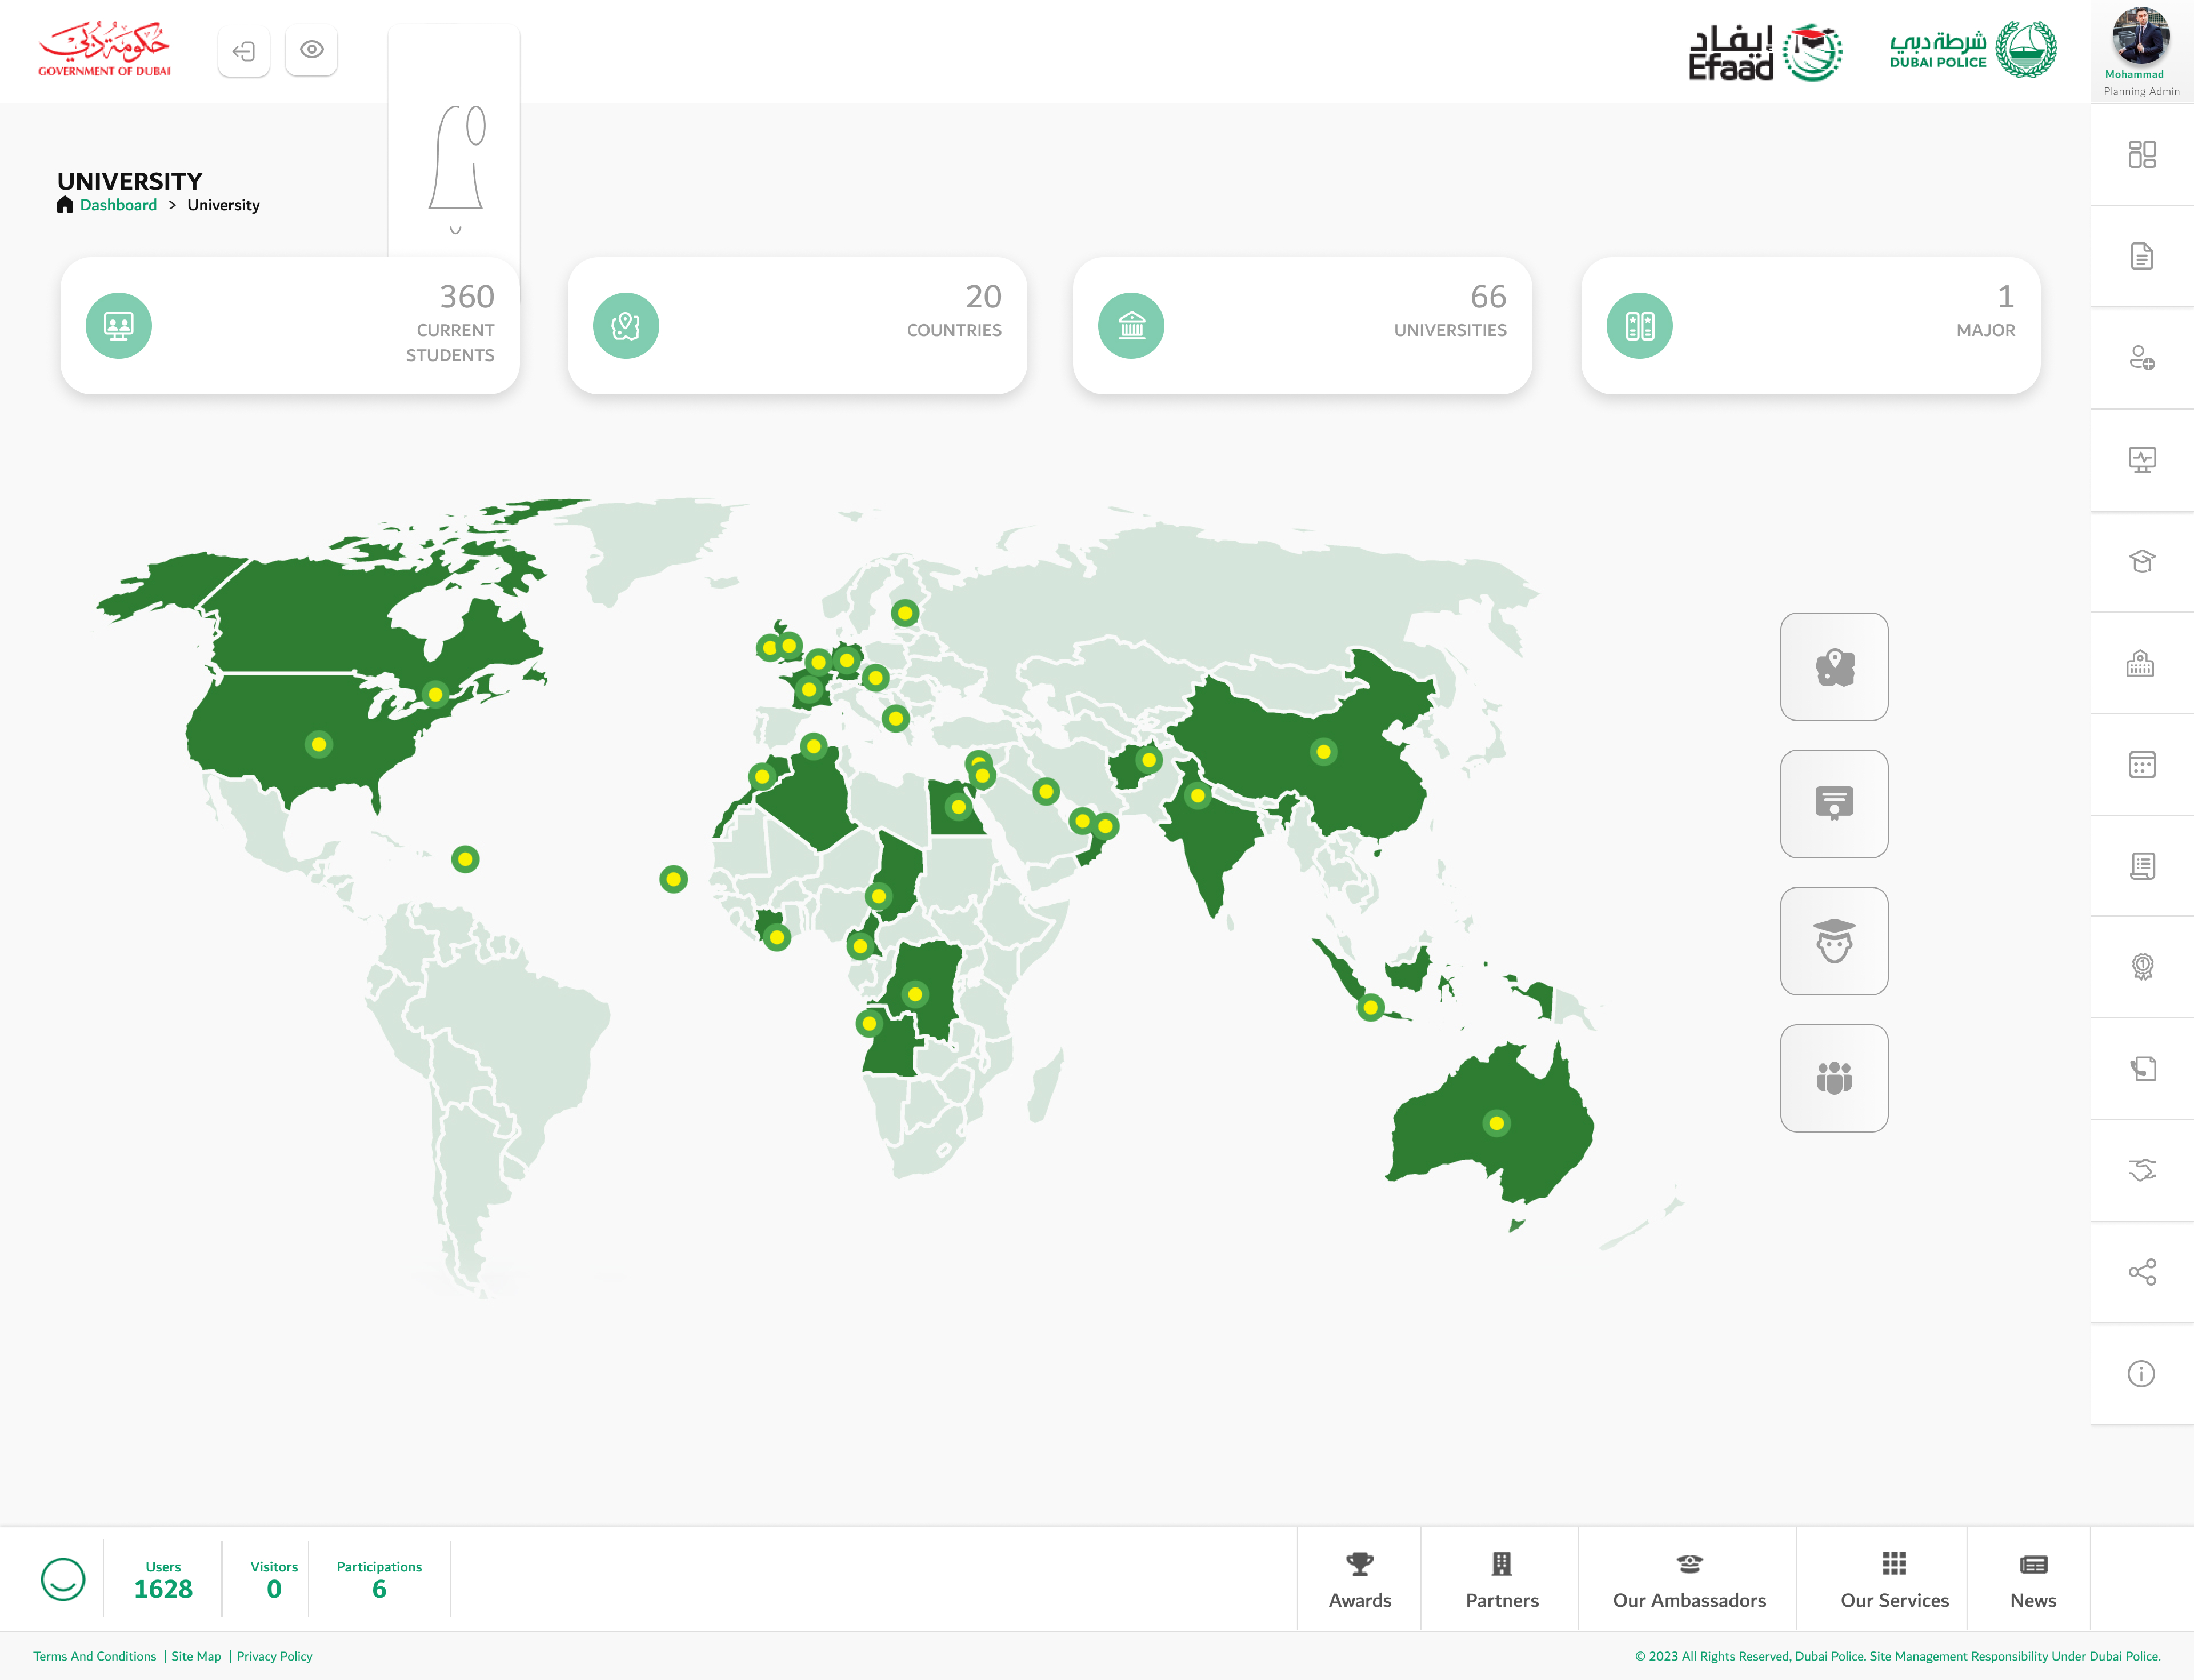 حكومة دبي
GOVERNMENT OF DUBAI
إيفاد
Efaad
شرطة دبي
DUBAI POLICE
Mohammad
Planning Admin
UNIVERSITY
Dashboard > University
360
CURRENT
STUDENTS
20
COUNTRIES
66
UNIVERSITIES
1
MAJOR
Users
1628
Visitors
0
Participations
6
Awards
Partners
Our Ambassadors
Our Services
News
Terms And Conditions | Site Map | Privacy Policy
© 2023 All Rights Reserved, Dubai Police. Site Management Responsibility Under Dubai Police.